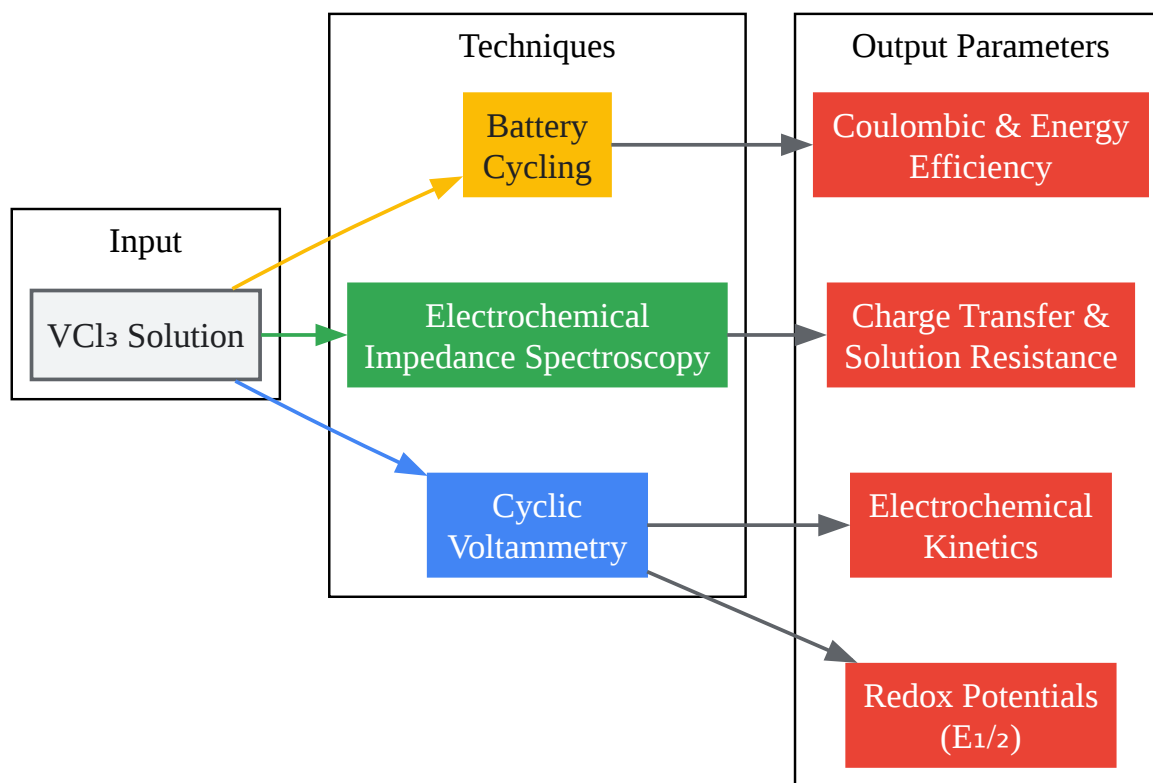 Input
VCl₃ Solution
Techniques
Battery
Cycling
Electrochemical
Impedance Spectroscopy
Cyclic
Voltammetry
Output Parameters
Coulombic & Energy
Efficiency
Charge Transfer &
Solution Resistance
Electrochemical
Kinetics
Redox Potentials
(E₁/₂)